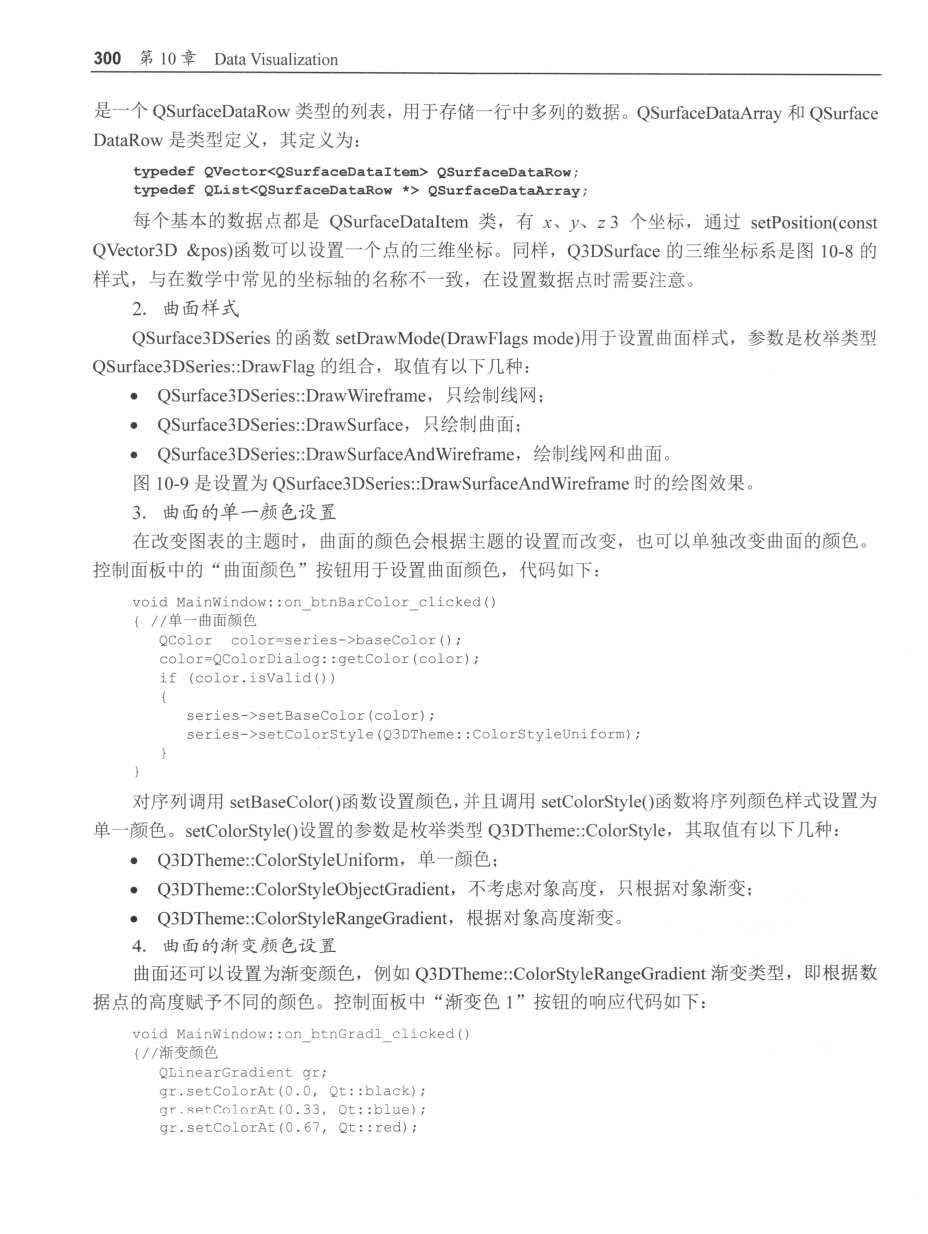 300 第 10 章 Data Visualization
是一个 QSurfaceDataRow 类型的列表，用于存储一行中多列的数据。QSurfaceDataArray 和 QSurface
DataRow 是类型定义，其定义为：
typedef QVector<QSurfaceDataItem> QSurfaceDataRow;
typedef QList<QSurfaceDataRow *> QSurfaceDataArray;
每个基本的数据点都是 QSurfaceDataItem 类，有 x、y、z 3 个坐标，通过 setPosition(const
QVector3D &pos)函数可以设置一个点的三维坐标。同样，Q3DSurface 的三维坐标系是图 10-8 的
样式，与在数学中常见的坐标轴的名称不一致，在设置数据点时需要注意。
2. 曲面样式
QSurface3DSeries 的函数 setDrawMode(DrawFlags mode)用于设置曲面样式，参数是枚举类型
QSurface3DSeries::DrawFlag 的组合，取值有以下几种：
● QSurface3DSeries::DrawWireframe，只绘制线网；
● QSurface3DSeries::DrawSurface，只绘制曲面；
● QSurface3DSeries::DrawSurfaceAndWireframe，绘制线网和曲面。
图 10-9 是设置为 QSurface3DSeries::DrawSurfaceAndWireframe 时的绘图效果。
3. 曲面的单一颜色设置
在改变图表的主题时，曲面的颜色会根据主题的设置而改变，也可以单独改变曲面的颜色。
控制面板中的“曲面颜色”按钮用于设置曲面颜色，代码如下：
void MainWindow::on_btnBarColor_clicked()
{ //单一曲面颜色
QColor color=series->baseColor();
color=QColorDialog::getColor(color);
if (color.isValid())
{
series->setBaseColor(color);
series->setColorStyle(Q3DTheme::ColorStyleUniform);
}
}
对序列调用 setBaseColor()函数设置颜色，并且调用 setColorStyle()函数将序列颜色样式设置为
单一颜色。setColorStyle()设置的参数是枚举类型 Q3DTheme::ColorStyle，其取值有以下几种：
● Q3DTheme::ColorStyleUniform，单一颜色；
● Q3DTheme::ColorStyleObjectGradient，不考虑对象高度，只根据对象渐变；
● Q3DTheme::ColorStyleRangeGradient，根据对象高度渐变。
4. 曲面的渐变颜色设置
曲面还可以设置为渐变颜色，例如 Q3DTheme::ColorStyleRangeGradient 渐变类型，即根据数
据点的高度赋予不同的颜色。控制面板中“渐变色 1”按钮的响应代码如下：
void MainWindow::on_btnGrad1_clicked()
{//渐变颜色
QLinearGradient gr;
gr.setColorAt(0.0, Qt::black);
gr.setColorAt(0.33, Qt::blue);
gr.setColorAt(0.67, Qt::red);